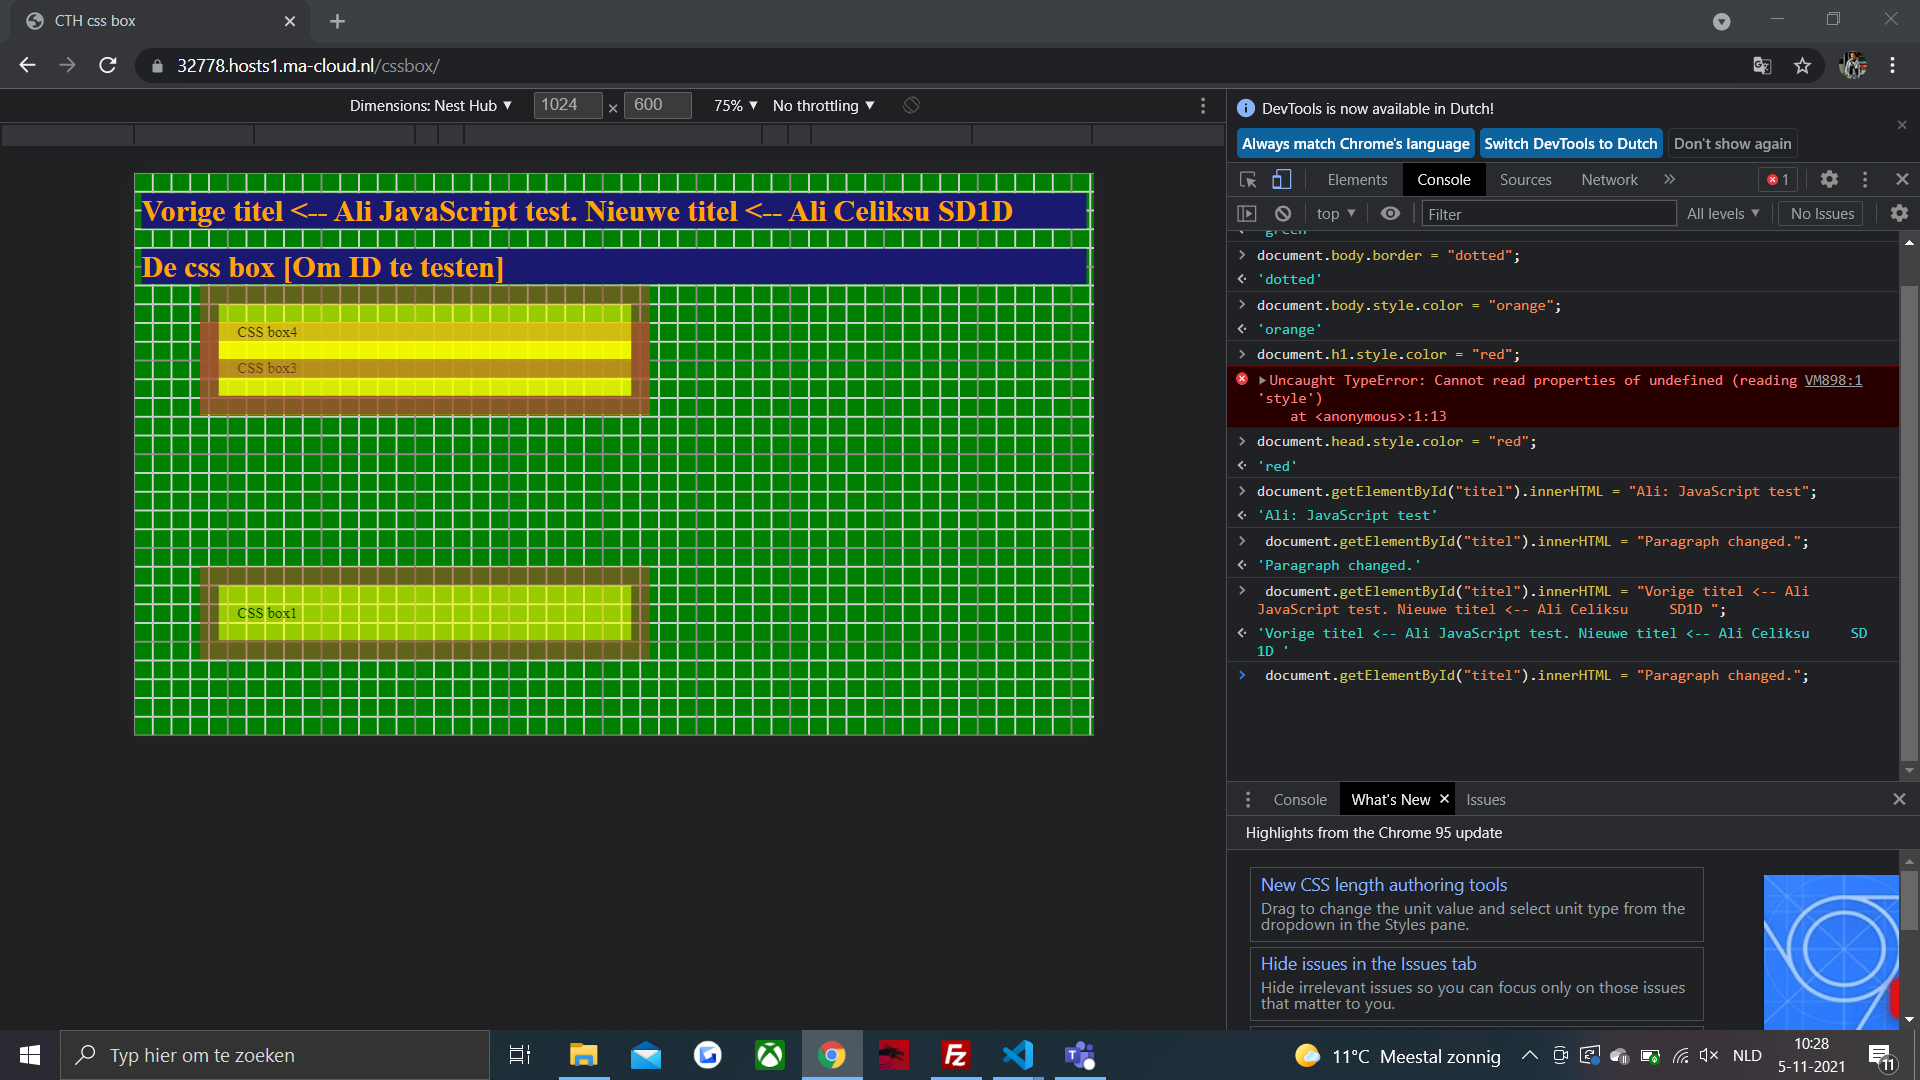 CTH css box
32778.hosts1.ma-cloud.nl/cssbox/
Dimensions: Nest Hub ▼ 1024 × 600 75% ▼ No throttling ▼
Vorige titel <-- Ali JavaScript test. Nieuwe titel <-- Ali Celiksu SD1D
De css box [Om ID te testen]
CSS box4
CSS box3
CSS box1
DevTools is now available in Dutch!
Always match Chrome's language Switch DevTools to Dutch Don't show again
Elements Console Sources Network » 1
top ▼ Filter All levels ▼ No Issues
'green'
document.body.border = "dotted";
'dotted'
document.body.style.color = "orange";
'orange'
document.h1.style.color = "red";
▶Uncaught TypeError: Cannot read properties of undefined (reading VM898:1
'style')
at <anonymous>:1:13
document.head.style.color = "red";
'red'
document.getElementById("titel").innerHTML = "Ali: JavaScript test";
'Ali: JavaScript test'
document.getElementById("titel").innerHTML = "Paragraph changed.";
'Paragraph changed.'
document.getElementById("titel").innerHTML = "Vorige titel <-- Ali
JavaScript test. Nieuwe titel <-- Ali Celiksu     SD1D ";
'Vorige titel <-- Ali JavaScript test. Nieuwe titel <-- Ali Celiksu     SD
1D '
document.getElementById("titel").innerHTML = "Paragraph changed.";
Console What's New Issues
Highlights from the Chrome 95 update
New CSS length authoring tools
Drag to change the unit value and select unit type from the
dropdown in the Styles pane.
Hide issues in the Issues tab
Hide irrelevant issues so you can focus only on those issues
that matter to you.
Typ hier om te zoeken
11°C Meestal zonnig
NLD
10:28
5-11-2021
11